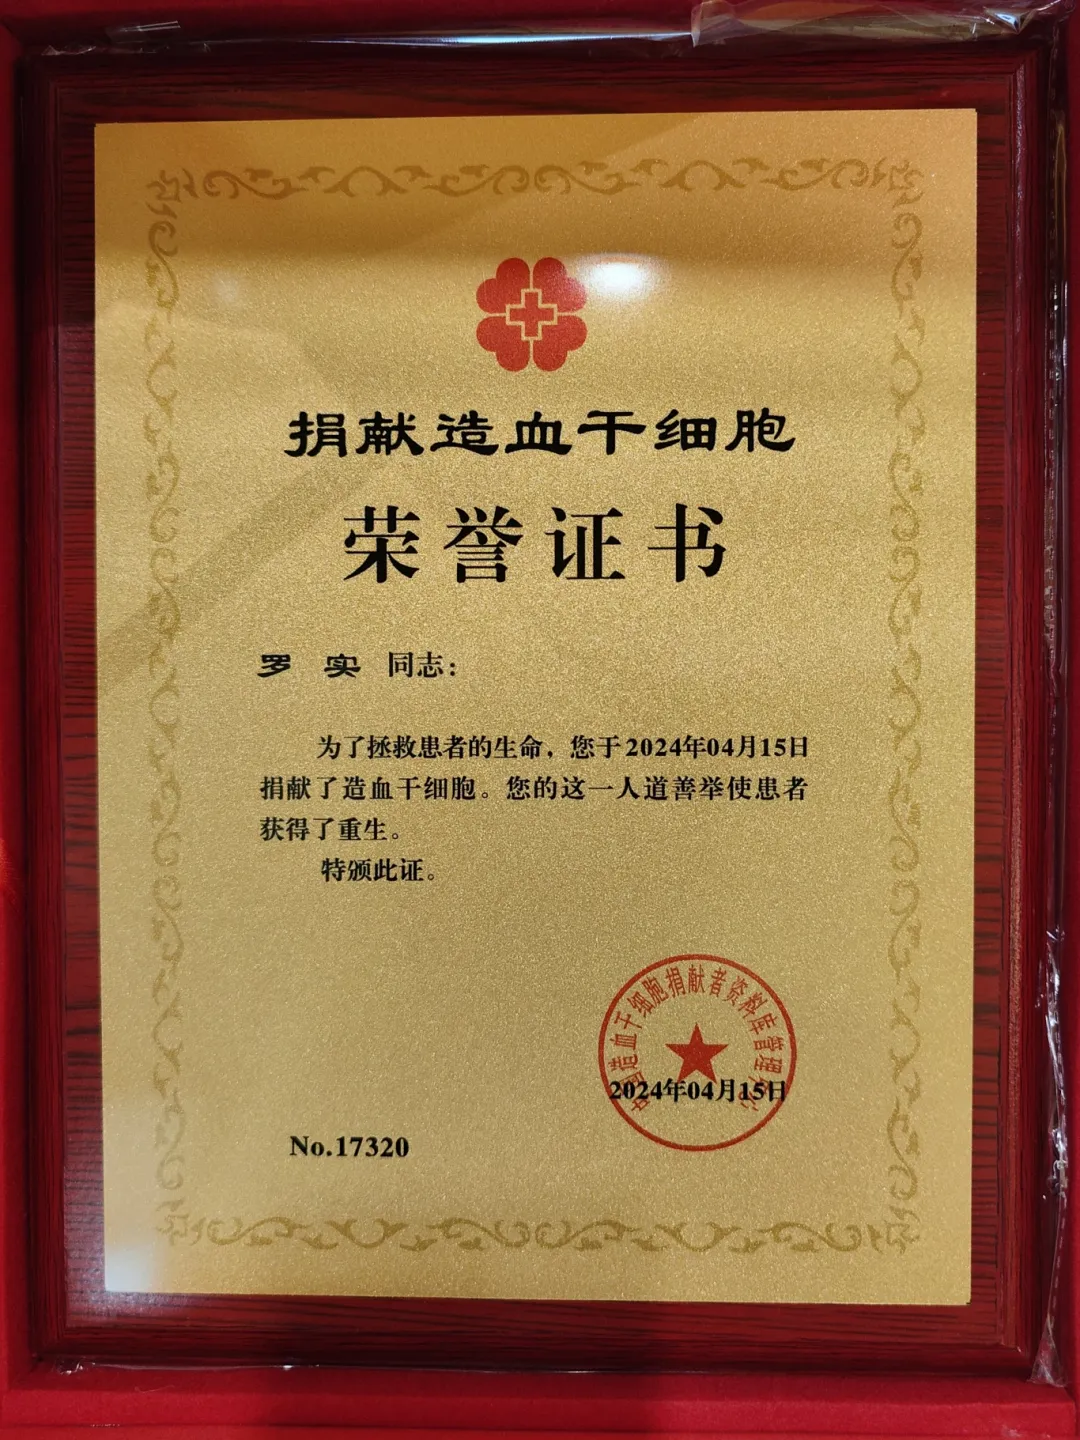 捐献造血干细胞
荣誉证书
罗 实 同志：
为了拯救患者的生命，您于2024年04月15日
捐献了造血干细胞。您的这一人道善举使患者
获得了重生。
特颁此证。
中国造血干细胞捐献者资料库管理中心
2024年04月15日
No.17320